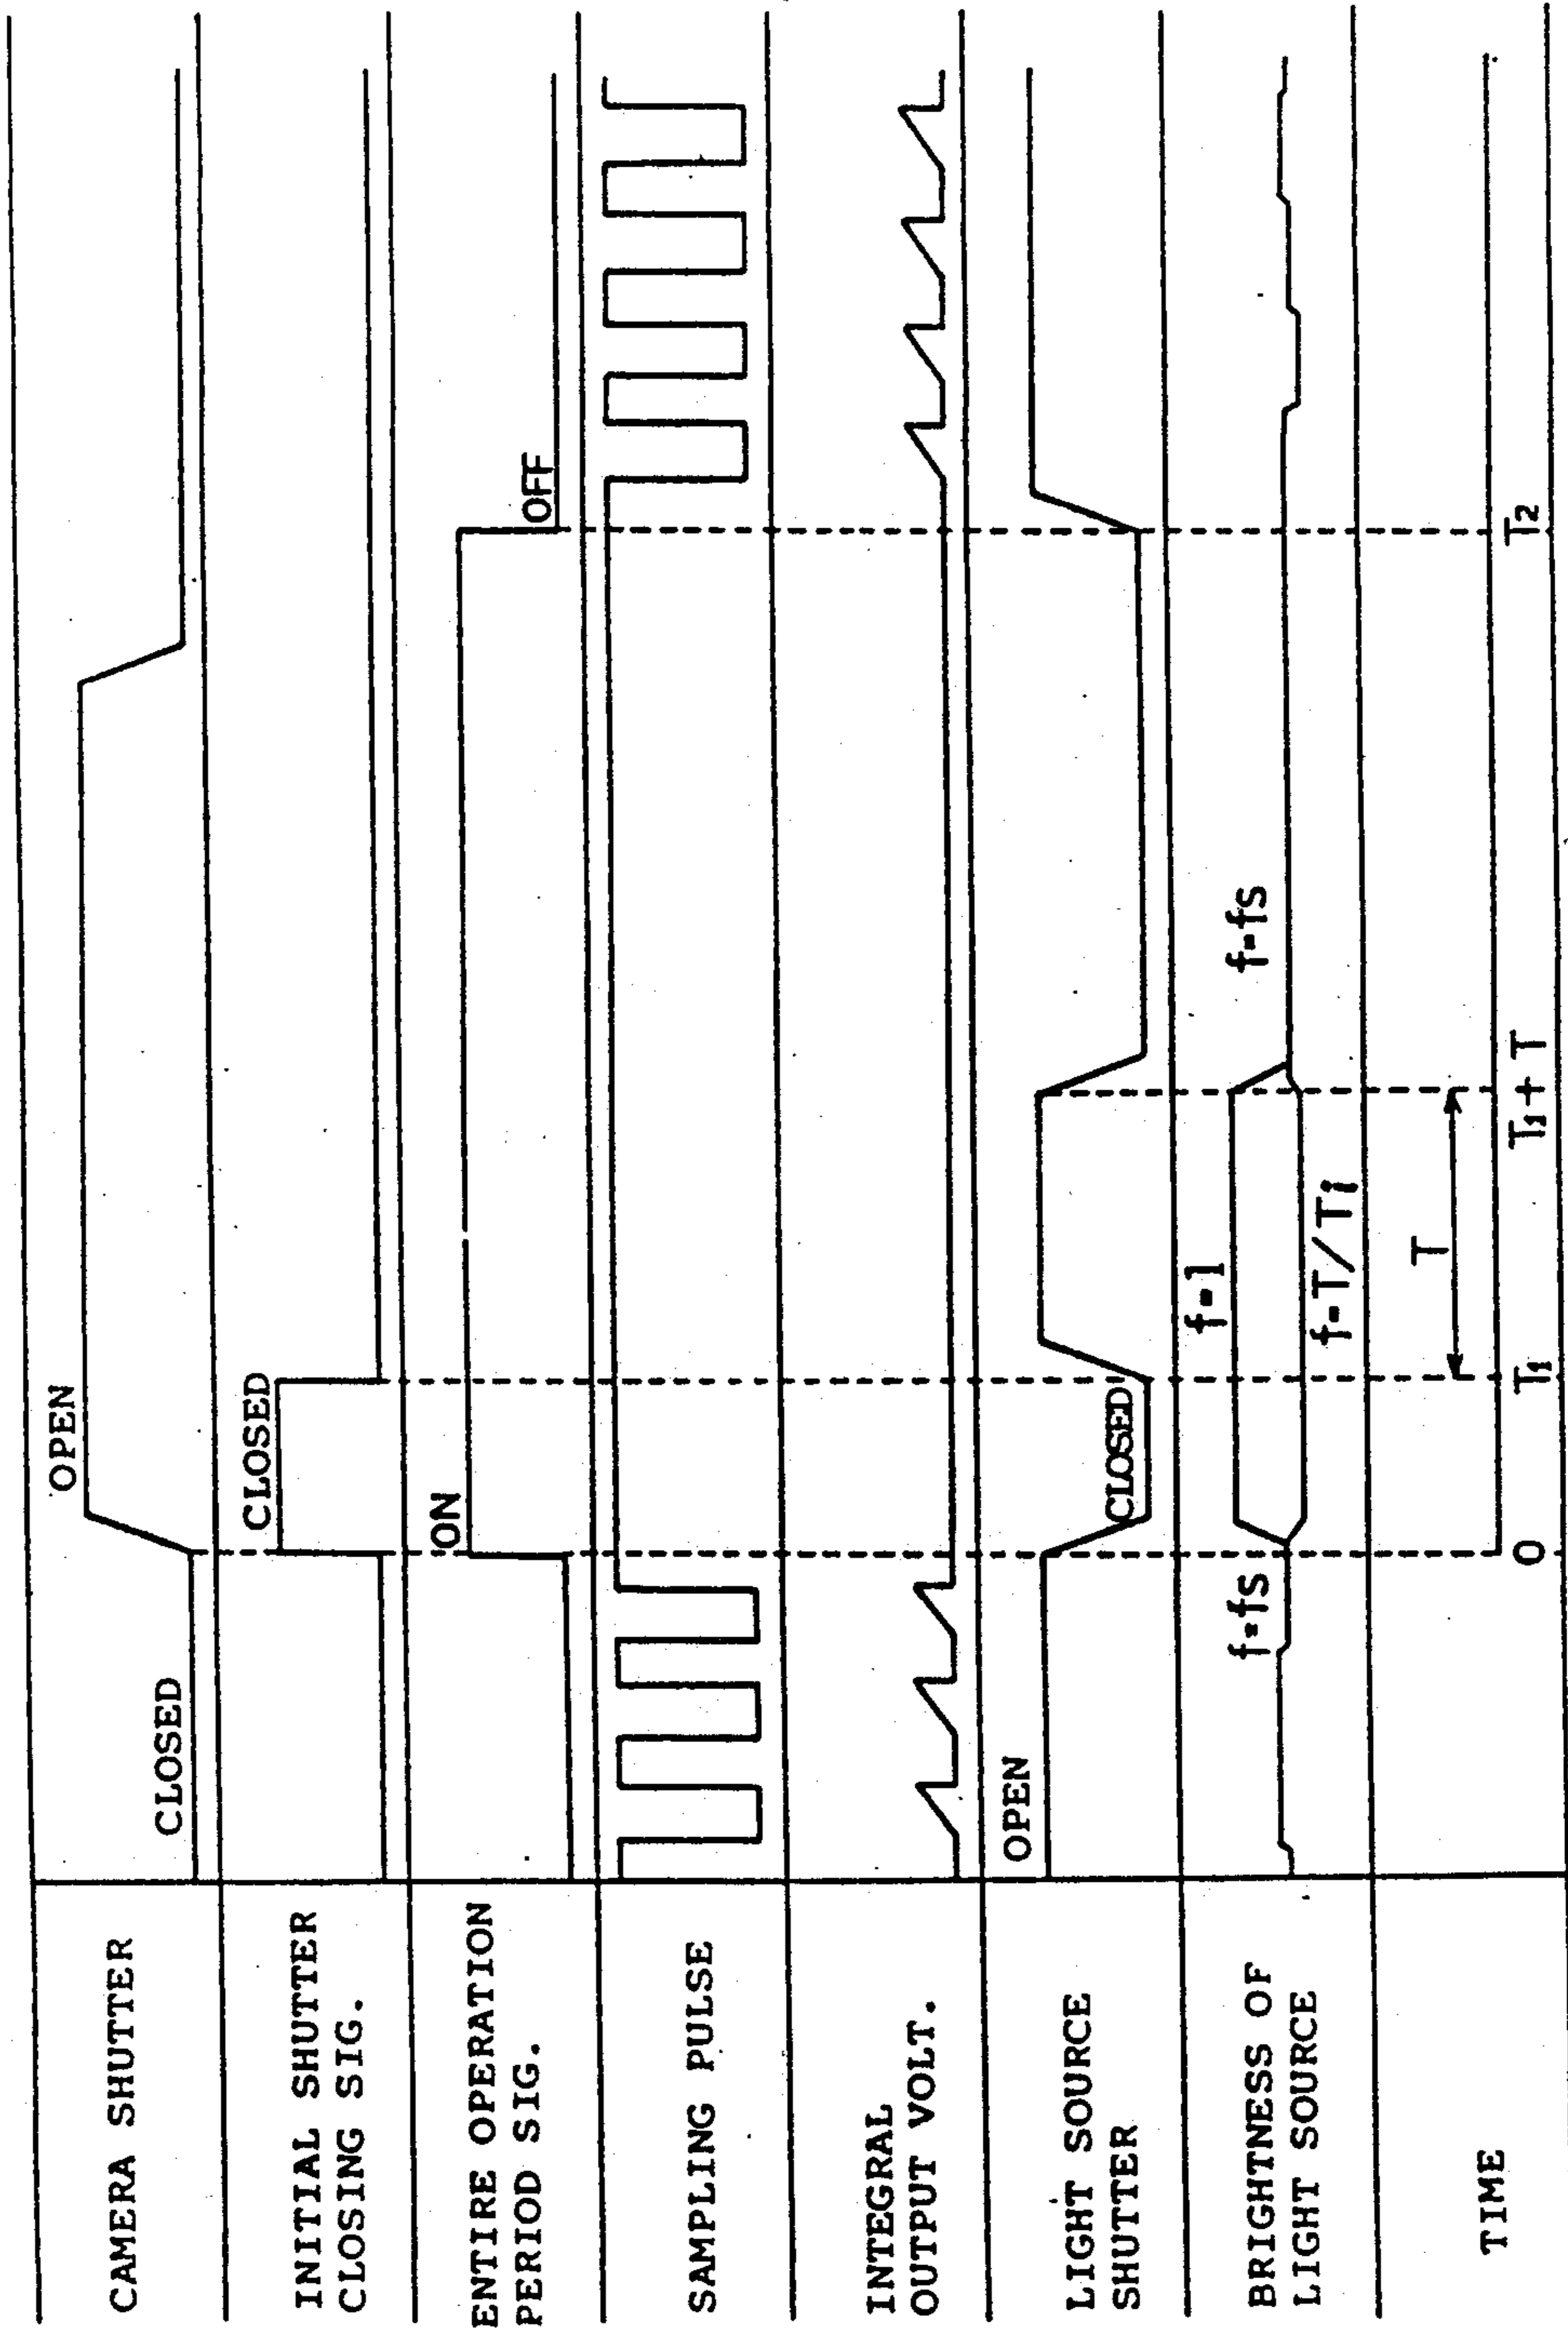 CAMERA SHUTTER
CLOSED
OPEN
INITIAL SHUTTER
CLOSING SIG.
CLOSED
ENTIRE OPERATION
PERIOD SIG.
ON
OFF
SAMPLING PULSE
INTEGRAL
OUTPUT VOLT.
LIGHT SOURCE
SHUTTER
OPEN
CLOSED
BRIGHTNESS OF
LIGHT SOURCE
f=fs
f=1
f=T/Ti
f=fs
TIME
T
0
T1
T1+T
T2